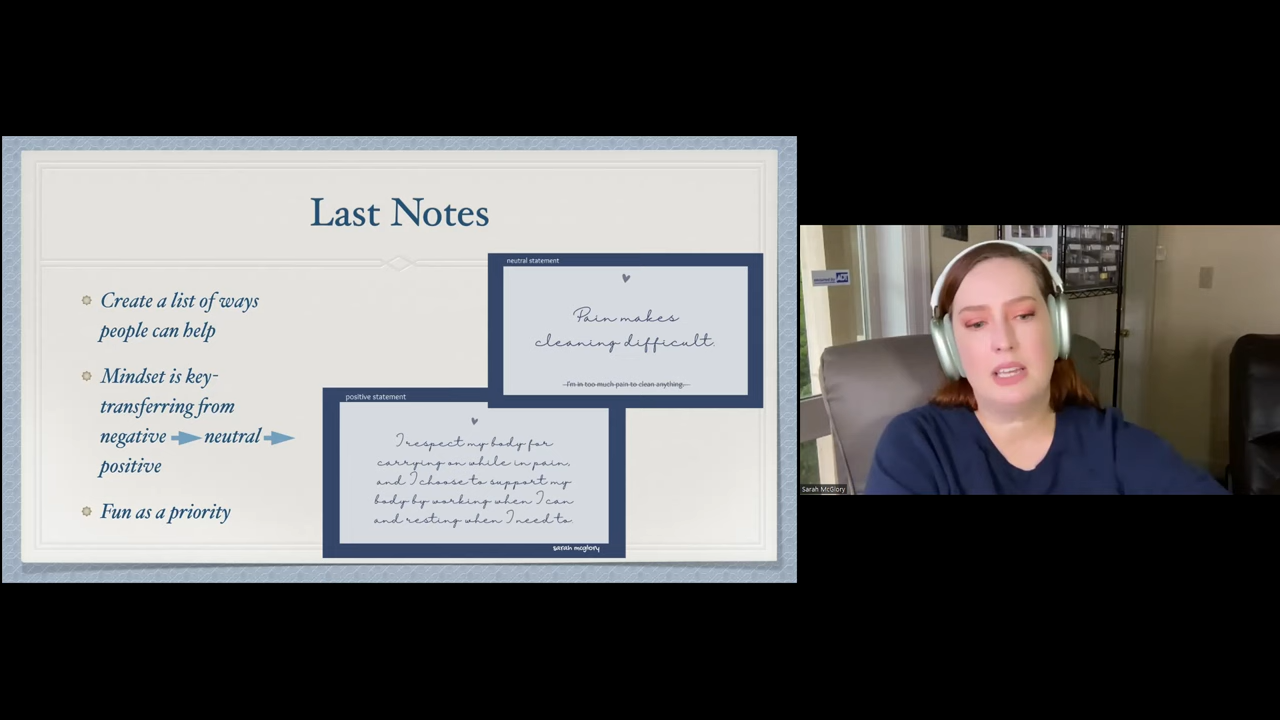 Last Notes
Create a list of ways
people can help
Mindset is key-
transferring from
negative neutral
positive
Fun as a priority
neutral statement
Pain makes
cleaning difficult.
I'm in too much pain to clean anything.
positive statement
I respect my body for
carrying on while in pain,
and I choose to support my
body by working when I can
and resting when I need to.
sarah mcglory
ADT
Sarah McGlory